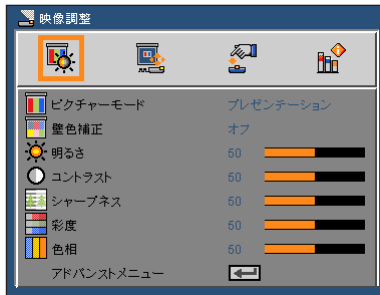 映像調整
ピクチャーモード プレゼンテーション
壁色補正 オフ
明るさ 50
コントラスト 50
シャープネス 50
彩度 50
色相 50
アドバンストメニュー